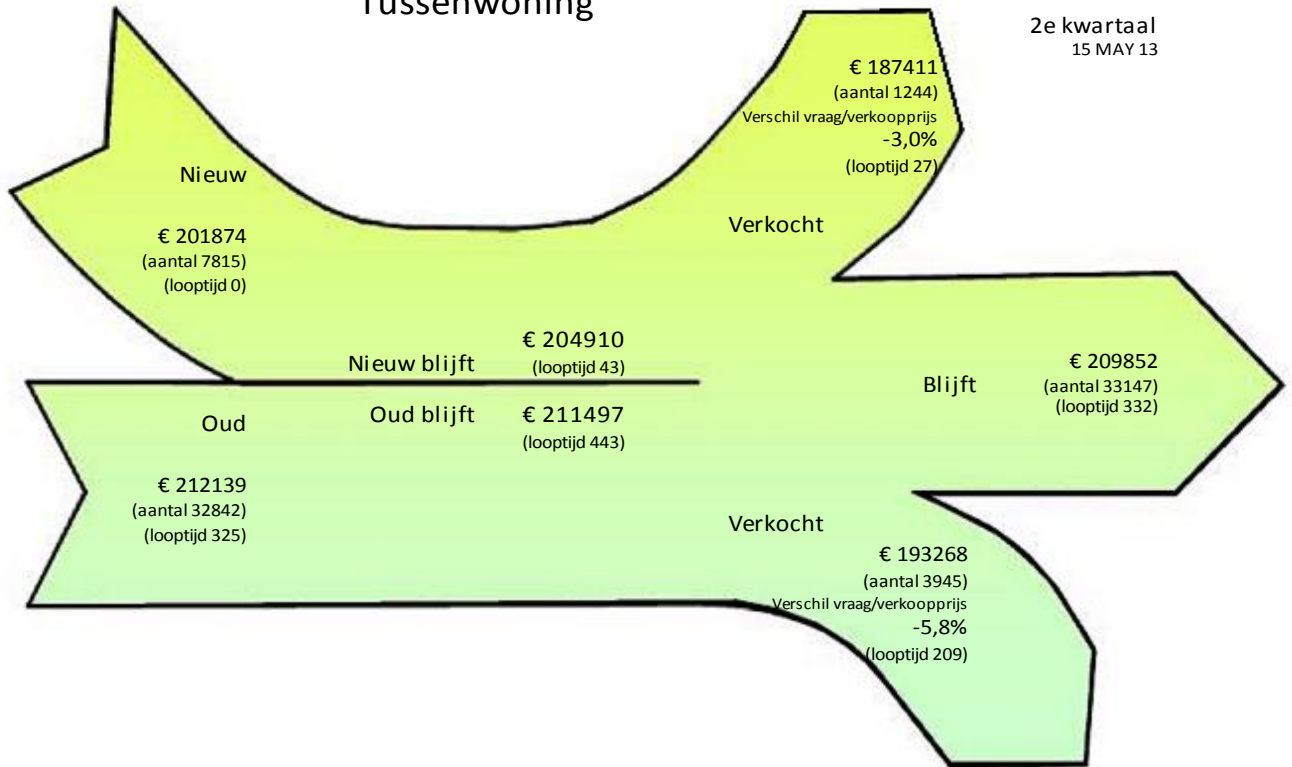 Tussenwoning
2e kwartaal
15 MAY 13
€ 187411
(aantal 1244)
Verschil vraag/verkoopprijs
-3,0%
(looptijd 27)
Nieuw
€ 201874
(aantal 7815)
(looptijd 0)
Verkocht
Nieuw blijft
€ 204910
(looptijd 43)
Oud blijft
€ 211497
(looptijd 443)
Blijft
€ 209852
(aantal 33147)
(looptijd 332)
Oud
€ 212139
(aantal 32842)
(looptijd 325)
Verkocht
€ 193268
(aantal 3945)
Verschil vraag/verkoopprijs
-5,8%
(looptijd 209)